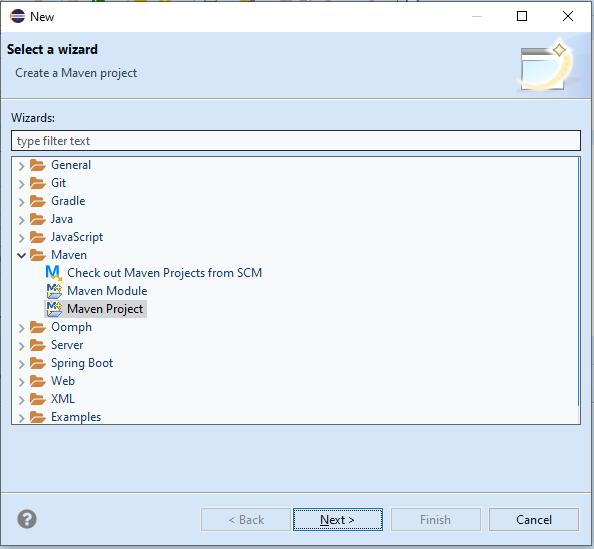 New
Select a wizard
Create a Maven project
Wizards:
type filter text
General
Git
Gradle
Java
JavaScript
Maven
Check out Maven Projects from SCM
Maven Module
Maven Project
Oomph
Server
Spring Boot
Web
XML
Examples
< Back Next > Finish Cancel